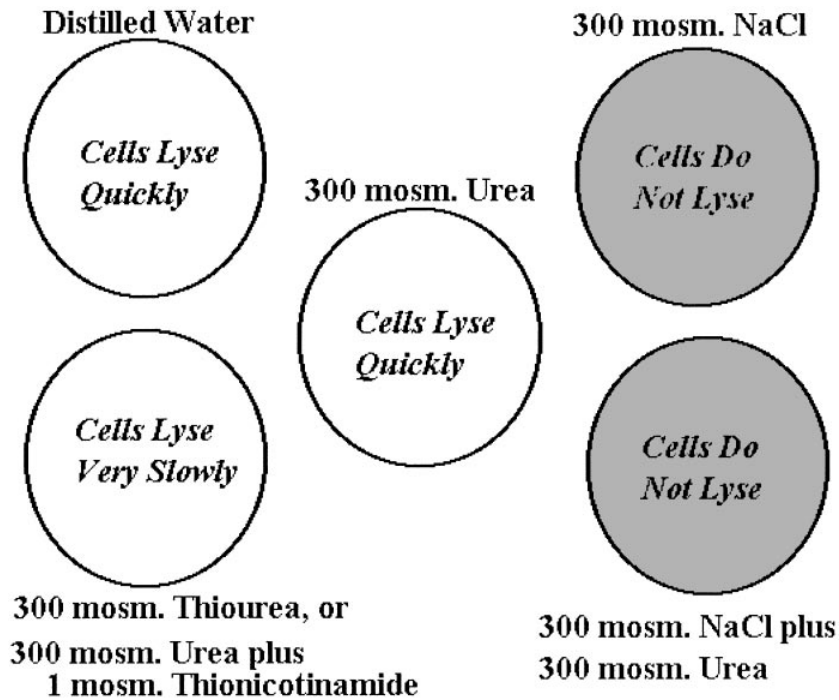 Distilled Water
Cells Lyse
Quickly
300 mosm. NaCl
Cells Do
Not Lyse
300 mosm. Urea
Cells Lyse
Quickly
Cells Lyse
Very Slowly
300 mosm. Thiourea, or
300 mosm. Urea plus
1 mosm. Thionicotinamide
Cells Do
Not Lyse
300 mosm. NaCl plus
300 mosm. Urea